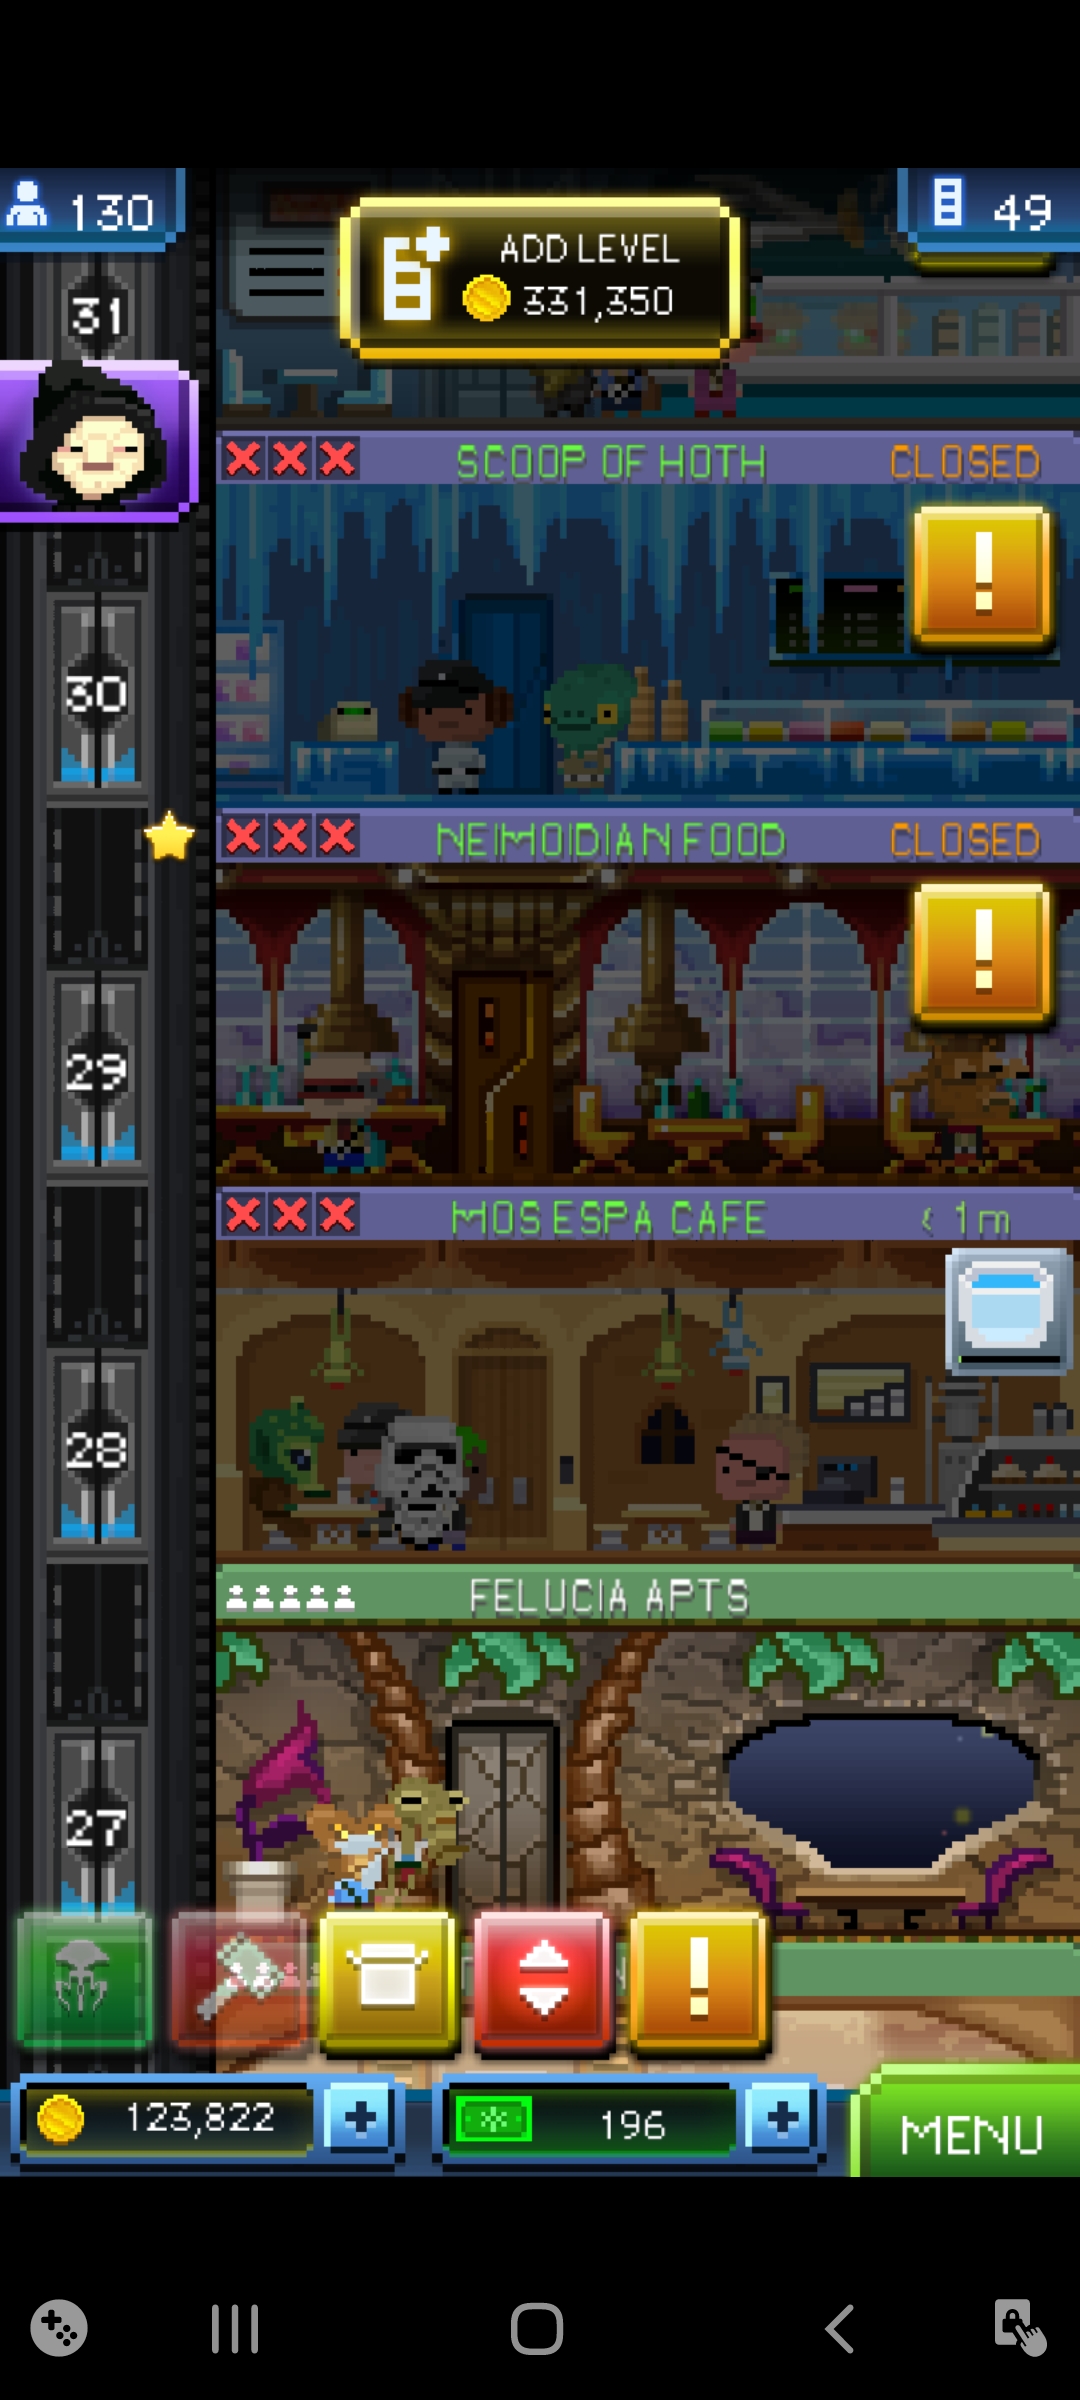 130
49
ADD LEVEL
331,350
31
SCOOP OF HOTH
CLOSED
30
NEIMOIDIAN FOOD
CLOSED
29
MOS ESPA CAFE
< 1m
28
FELUCIA APTS
27
123,822
196
MENU